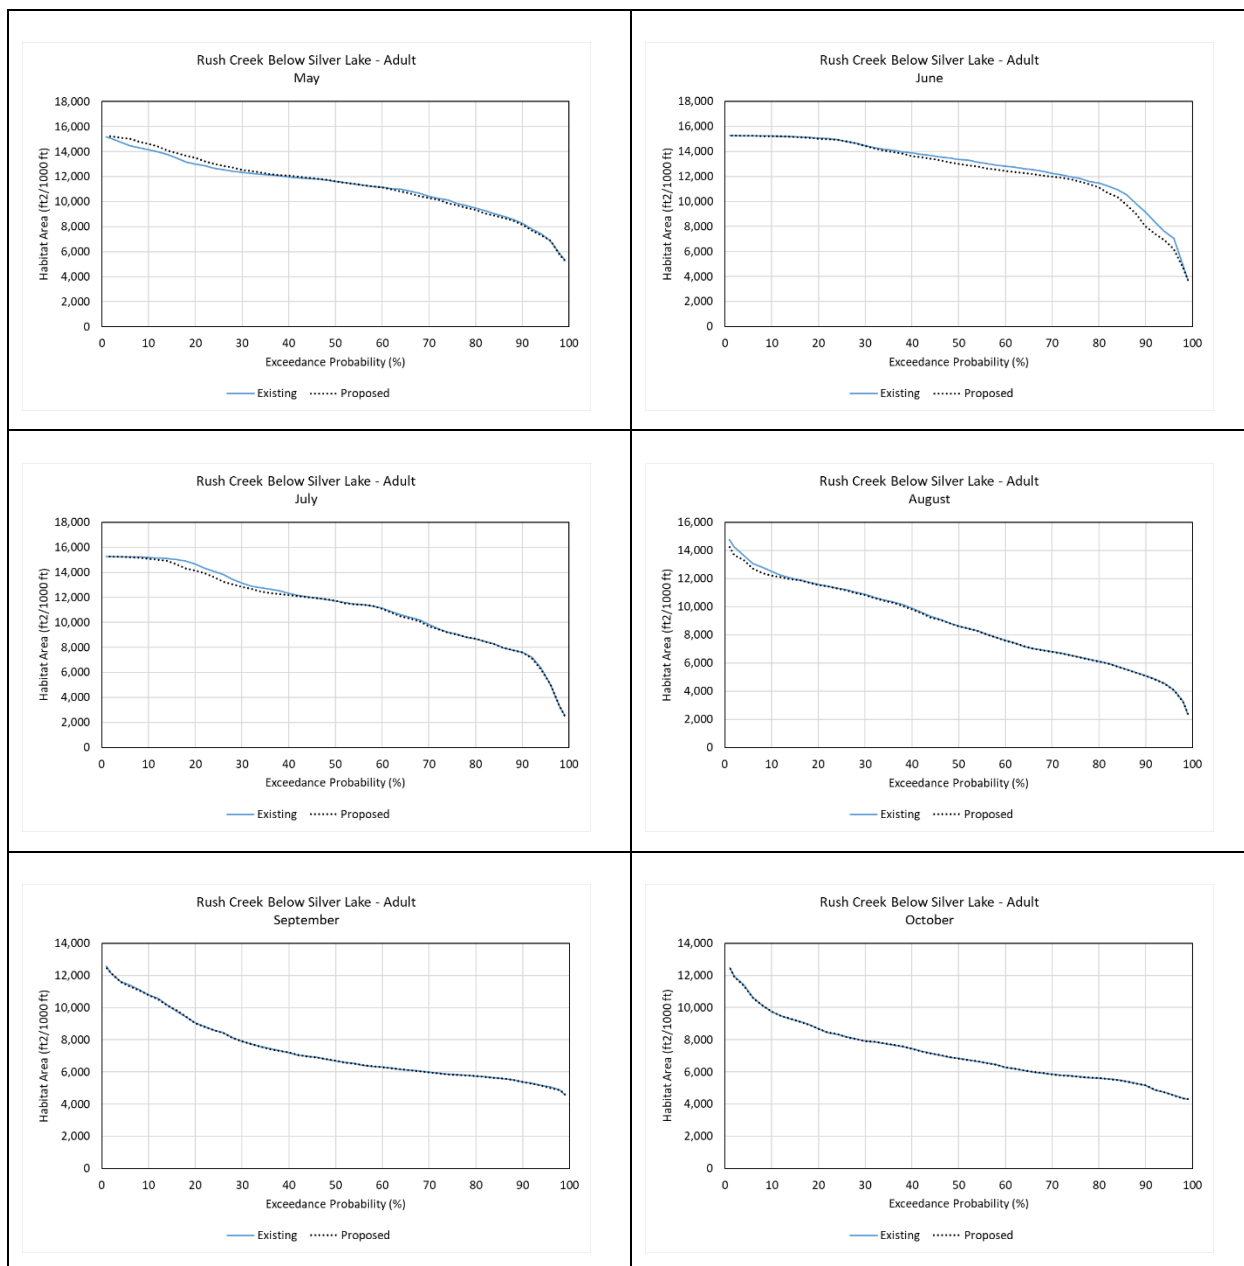 Rush Creek Below Silver Lake - Adult
May
18,000
16,000
14,000
12,000
10,000
8,000
6,000
4,000
2,000
0
Habitat Area (ft2/1000 ft)
0 10 20 30 40 50 60 70 80 90 100
Exceedance Probability (%)
Existing Proposed
Rush Creek Below Silver Lake - Adult
June
18,000
16,000
14,000
12,000
10,000
8,000
6,000
4,000
2,000
0
Habitat Area (ft2/1000 ft)
0 10 20 30 40 50 60 70 80 90 100
Exceedance Probability (%)
Existing Proposed
Rush Creek Below Silver Lake - Adult
July
18,000
16,000
14,000
12,000
10,000
8,000
6,000
4,000
2,000
0
Habitat Area (ft2/1000 ft)
0 10 20 30 40 50 60 70 80 90 100
Exceedance Probability (%)
Existing Proposed
Rush Creek Below Silver Lake - Adult
August
16,000
14,000
12,000
10,000
8,000
6,000
4,000
2,000
0
Habitat Area (ft2/1000 ft)
0 10 20 30 40 50 60 70 80 90 100
Exceedance Probability (%)
Existing Proposed
Rush Creek Below Silver Lake - Adult
September
14,000
12,000
10,000
8,000
6,000
4,000
2,000
0
Habitat Area (ft2/1000 ft)
0 10 20 30 40 50 60 70 80 90 100
Exceedance Probability (%)
Existing Proposed
Rush Creek Below Silver Lake - Adult
October
14,000
12,000
10,000
8,000
6,000
4,000
2,000
0
Habitat Area (ft2/1000 ft)
0 10 20 30 40 50 60 70 80 90 100
Exceedance Probability (%)
Existing Proposed